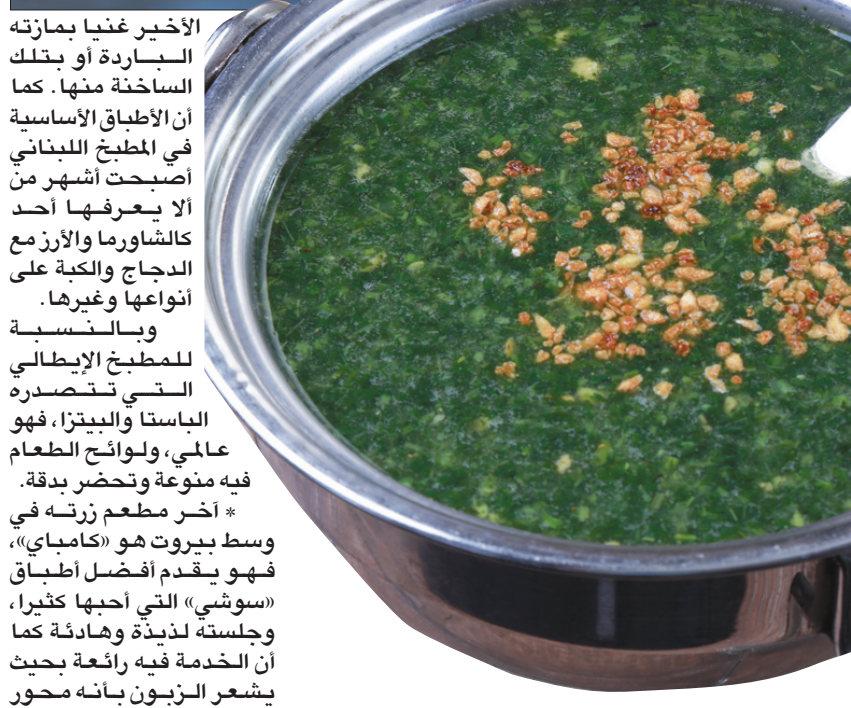 الأخير غنيا بمازته
الباردة أو بتلك
الساخنة منها. كما
أن الأطباق الأساسية
في المطبخ اللبناني
أصبحت أشهر من
ألا يعرفها أحد
كالشاورما والأرز مع
الدجاج والكبة على
أنواعها وغيرها.
وبالنسبة
للمطبخ الإيطالي
التي تتصدره
الباستا والبيتزا، فهو
عالمي، ولوائح الطعام
فيه منوعة وتحضر بدقة.
* آخر مطعم زرته في
وسط بيروت هو «كامباي»،
فهو يقدم أفضل أطباق
«سوشي» التي أحبها كثيرا،
وجلسته لذيذة وهادئة كما
أن الخدمة فيه رائعة بحيث
يشعر الزبون بأنه محور